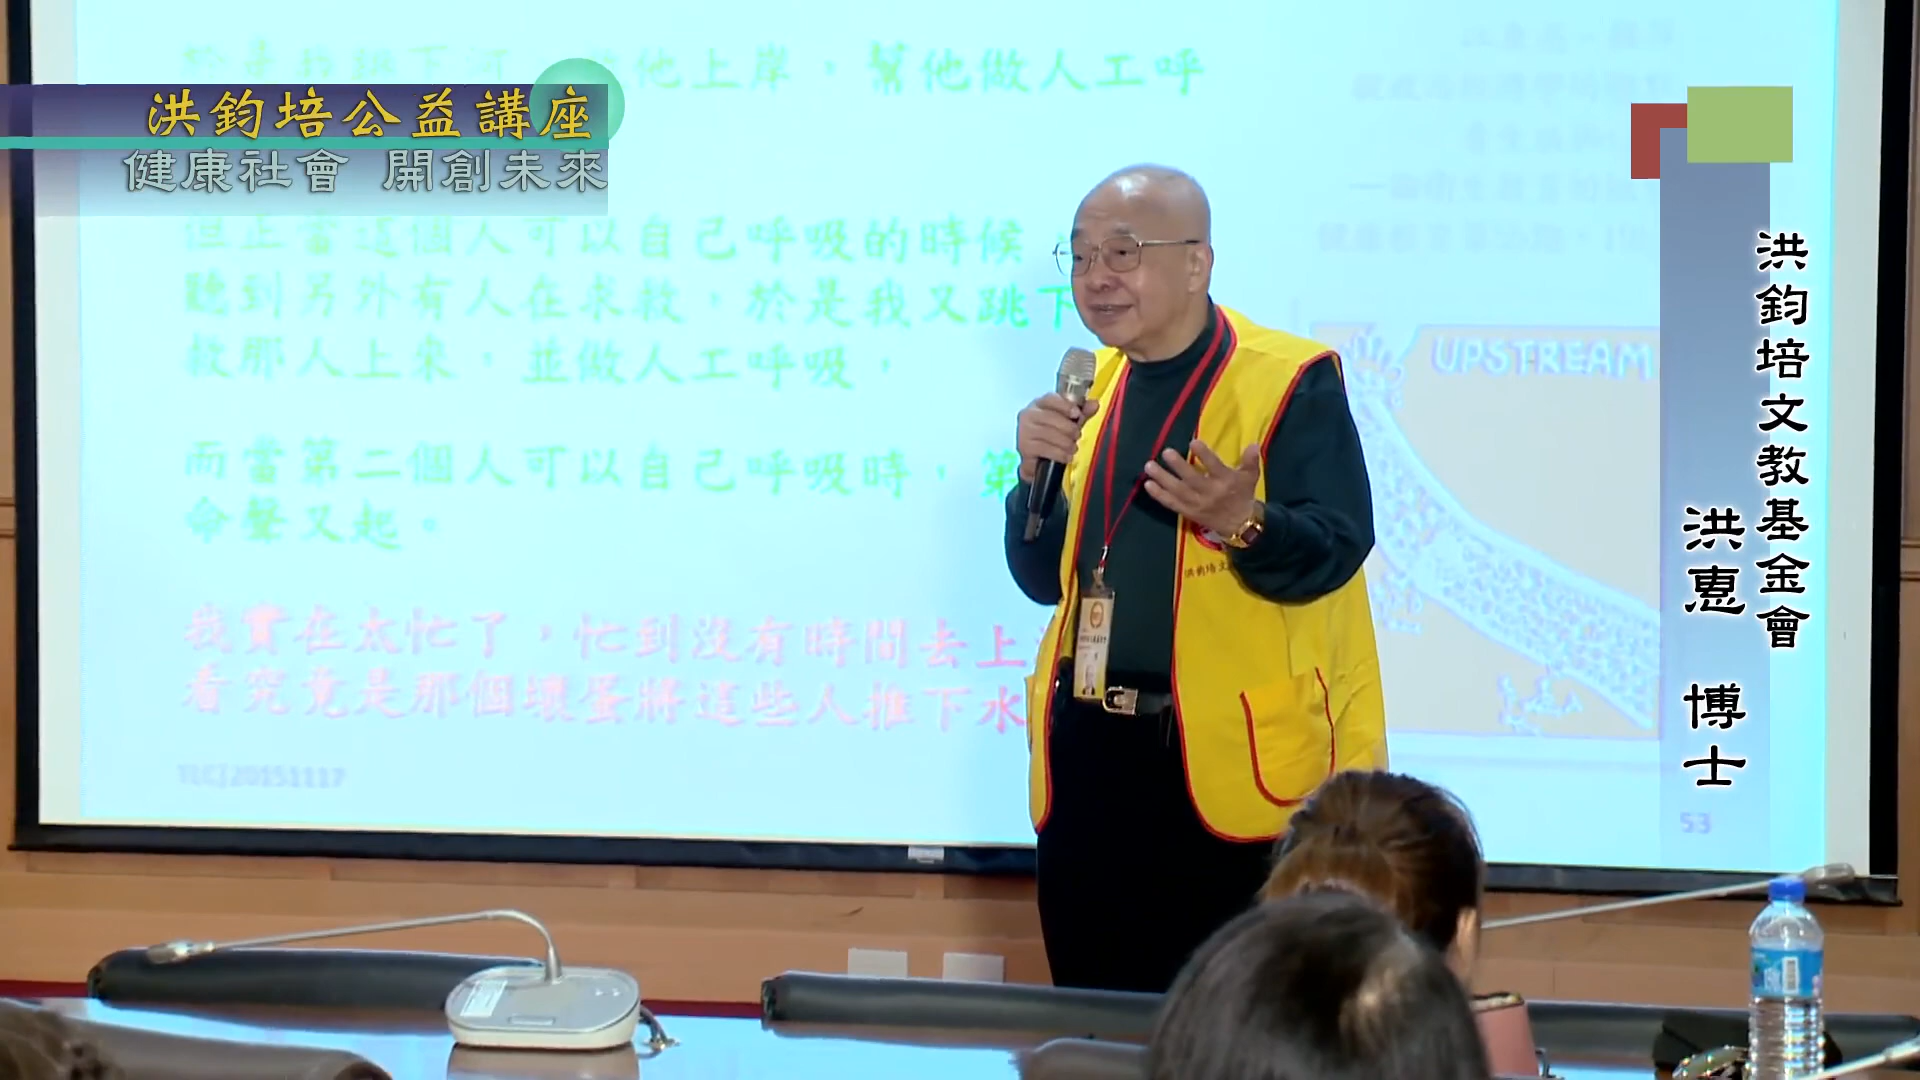 洪鈞培公益講座
健康社會 開創未來
他上岸，幫他做人工呼
但正當這個人可以自己呼吸的時候
聽到另外有人在求救，於是我又跳下
救那人上來，並做人工呼吸，
而當第二個人可以自己呼吸時，第
命聲又起。
我實在太忙了，忙到沒有時間去上
看究竟是那個壞蛋將這些人推下水
TLCJ20151117
UPSTREAM
53
洪鈞培文教基金會
洪悳 博士